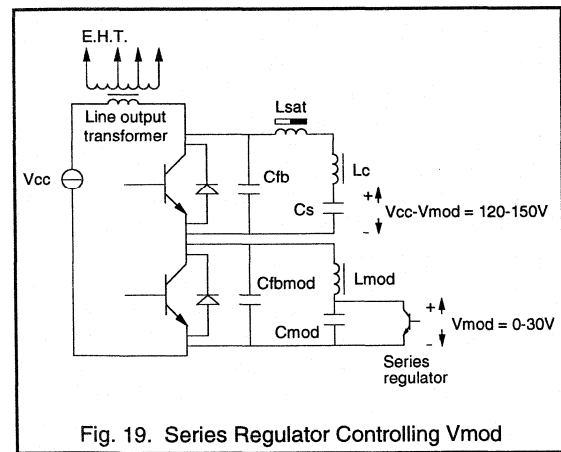 E.H.T.
Line output
transformer
Lsat
Vcc
Cfb
Lc
Cs
+
Vcc-Vmod = 120-150V
-
Cfbmod
Lmod
Cmod
+
Vmod = 0-30V
-
Series
regulator
Fig. 19. Series Regulator Controlling Vmod